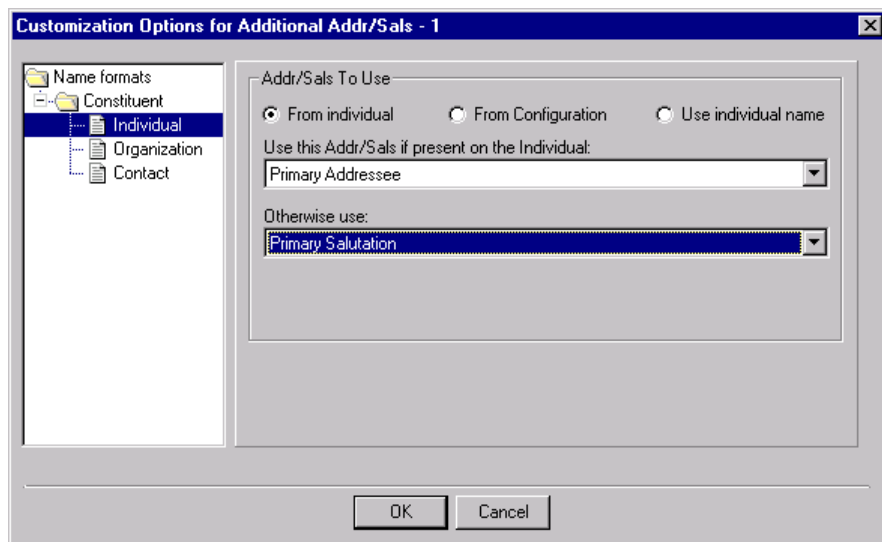 Customization Options for Additional Addr/Sals - 1
Name formats
Constituent
Individual
Organization
Contact
Addr/Sals To Use
From individual From Configuration Use individual name
Use this Addr/Sals if present on the Individual:
Primary Addressee
Otherwise use:
Primary Salutation
OK Cancel